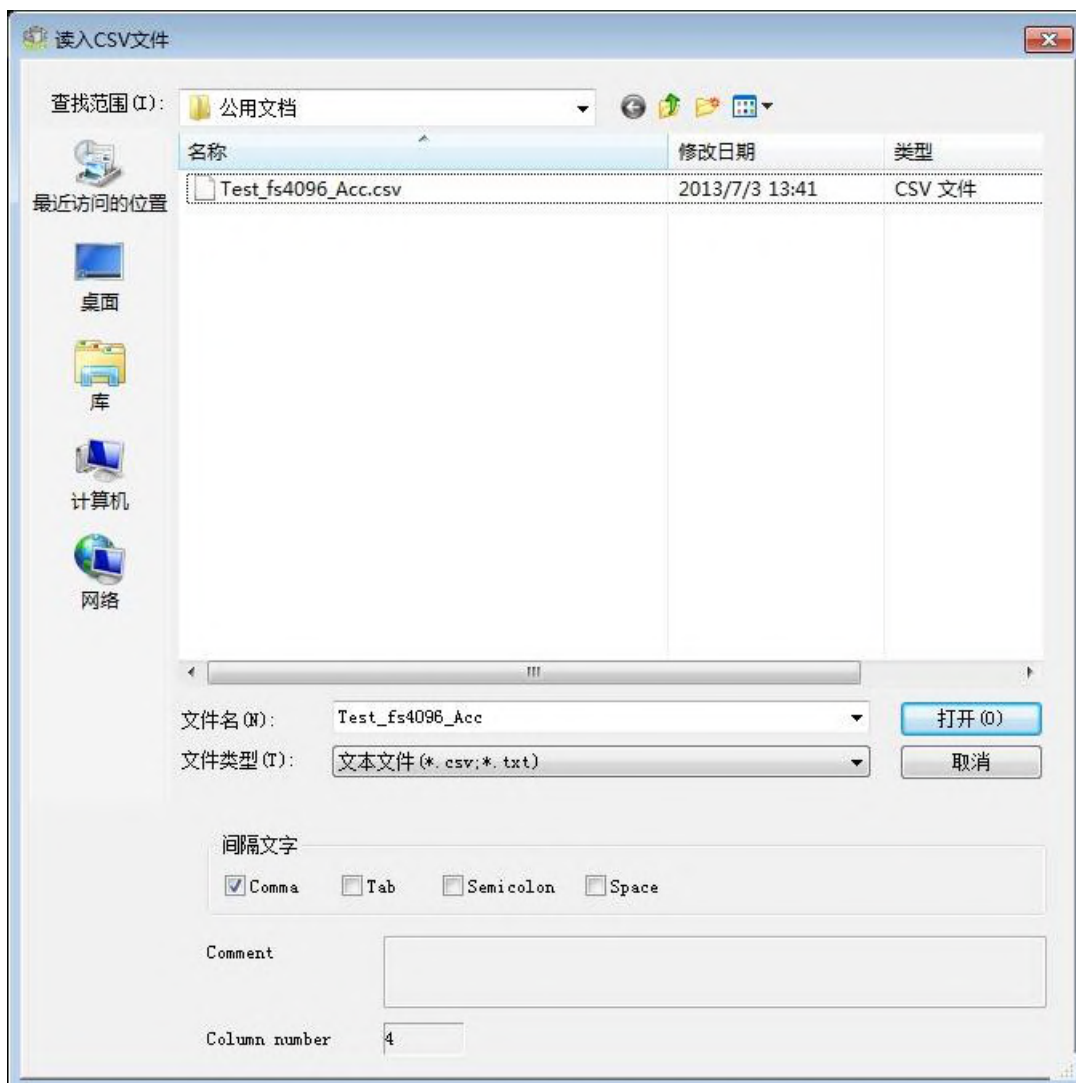 读入CSV文件
查找范围(I):
公用文档
名称 修改日期 类型
Test_fs4096_Acc.csv 2013/7/3 13:41 CSV 文件
最近访问的位置
桌面
库
计算机
网络
文件名(N): Test_fs4096_Acc 打开(O)
文件类型(T): 文本文件(*.csv;*.txt) 取消
间隔文字
Comma Tab Semicolon Space
Comment
Column number 4